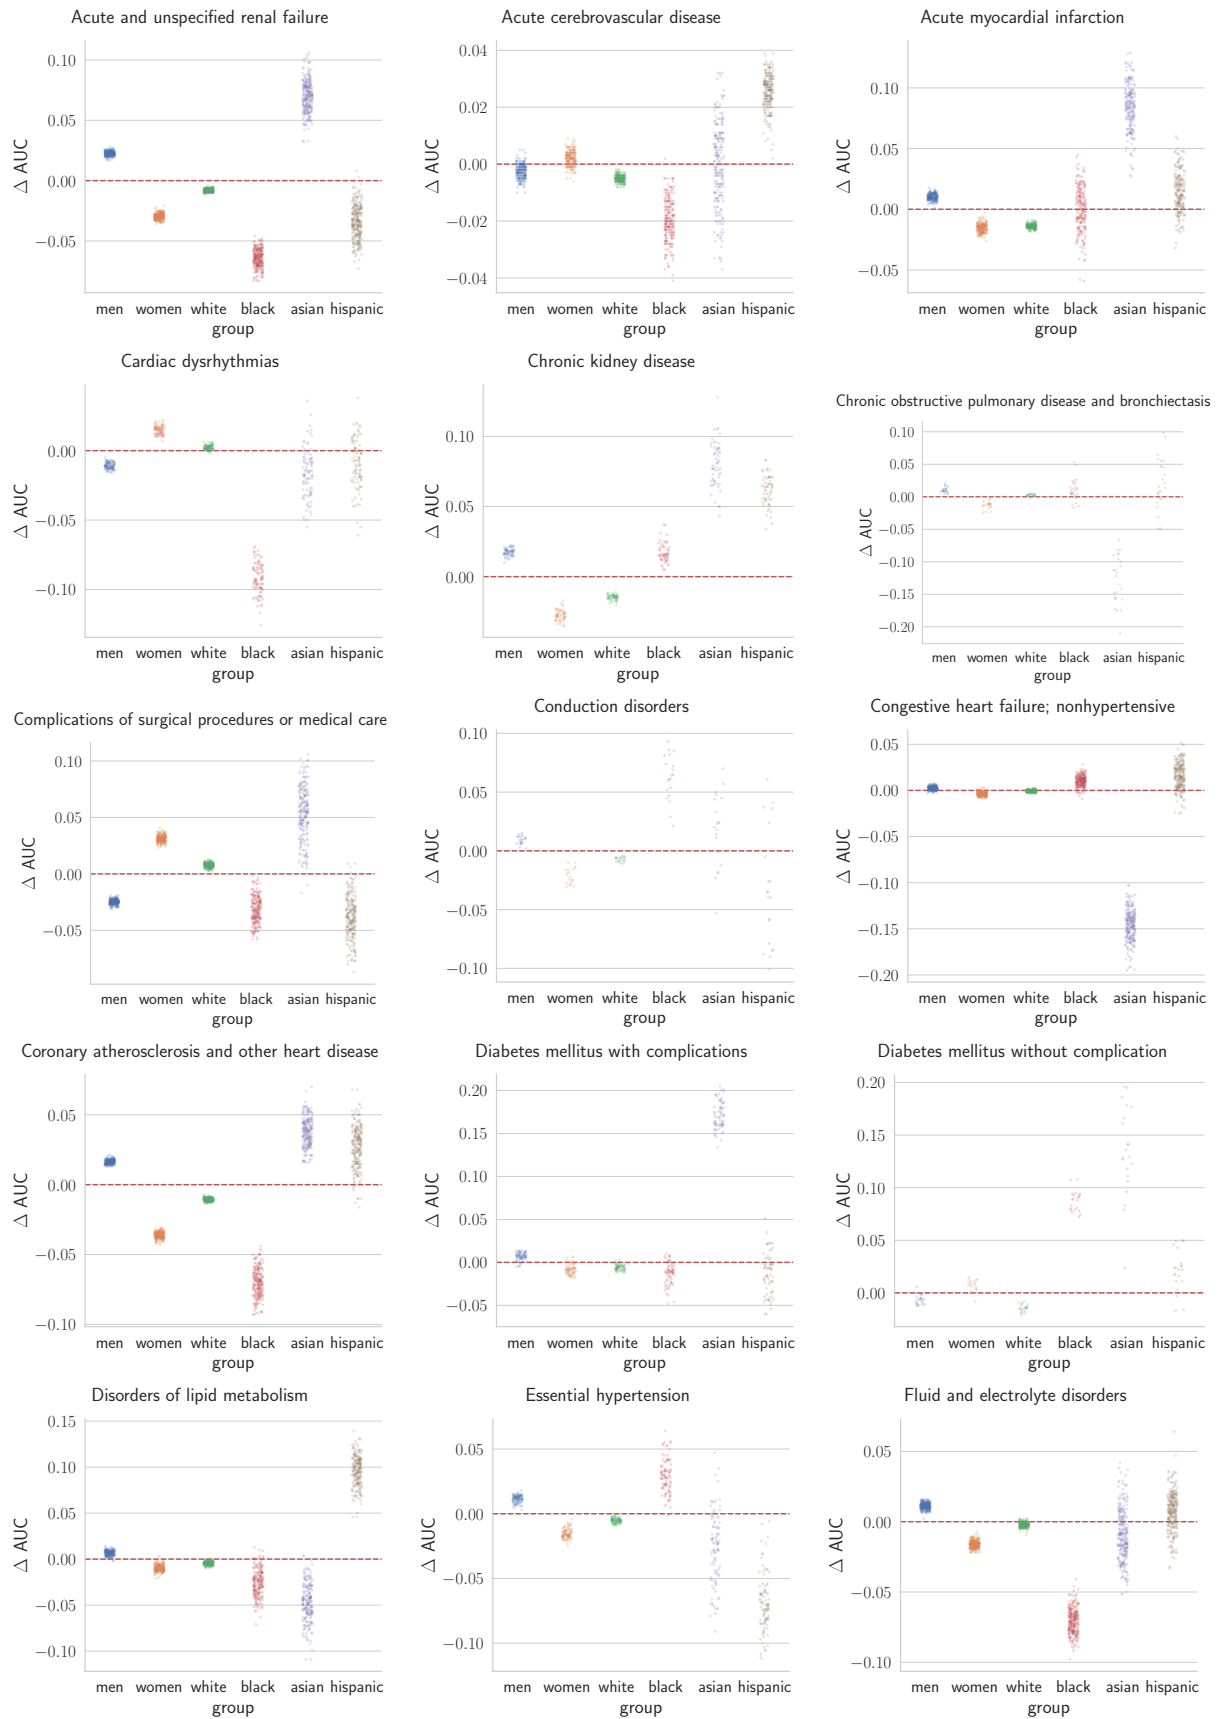 Acute and unspecified renal failure
Acute cerebrovascular disease
Acute myocardial infarction
0.10
0.05
0.00
−0.05
Δ AUC
men women white black asian hispanic
group
0.04
0.02
0.00
−0.02
−0.04
Δ AUC
men women white black asian hispanic
group
0.10
0.05
0.00
−0.05
Δ AUC
men women white black asian hispanic
group
Cardiac dysrhythmias
Chronic kidney disease
Chronic obstructive pulmonary disease and bronchiectasis
0.00
−0.05
−0.10
Δ AUC
men women white black asian hispanic
group
0.10
0.05
0.00
Δ AUC
men women white black asian hispanic
group
0.10
0.05
0.00
−0.05
−0.10
−0.15
−0.20
Δ AUC
men women white black asian hispanic
group
Complications of surgical procedures or medical care
Conduction disorders
Congestive heart failure; nonhypertensive
0.10
0.05
0.00
−0.05
Δ AUC
men women white black asian hispanic
group
0.10
0.05
0.00
−0.05
−0.10
Δ AUC
men women white black asian hispanic
group
0.05
0.00
−0.05
−0.10
−0.15
−0.20
Δ AUC
men women white black asian hispanic
group
Coronary atherosclerosis and other heart disease
Diabetes mellitus with complications
Diabetes mellitus without complication
0.05
0.00
−0.05
−0.10
Δ AUC
men women white black asian hispanic
group
0.20
0.15
0.10
0.05
0.00
−0.05
Δ AUC
men women white black asian hispanic
group
0.20
0.15
0.10
0.05
0.00
Δ AUC
men women white black asian hispanic
group
Disorders of lipid metabolism
Essential hypertension
Fluid and electrolyte disorders
0.15
0.10
0.05
0.00
−0.05
−0.10
Δ AUC
men women white black asian hispanic
group
0.05
0.00
−0.05
−0.10
Δ AUC
men women white black asian hispanic
group
0.05
0.00
−0.05
−0.10
Δ AUC
men women white black asian hispanic
group